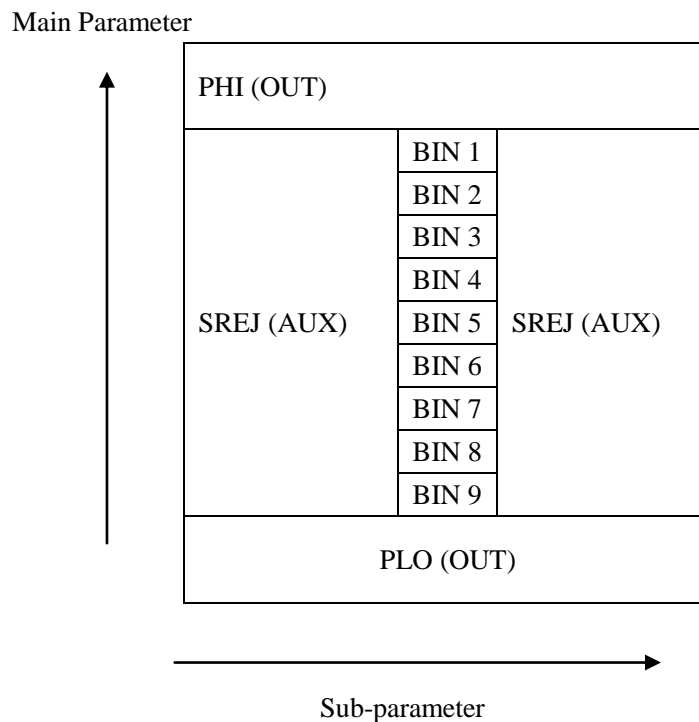 Main Parameter
PHI (OUT)
BIN 1
BIN 2
BIN 3
BIN 4
SREJ (AUX)
BIN 5
SREJ (AUX)
BIN 6
BIN 7
BIN 8
BIN 9
PLO (OUT)
Sub-parameter